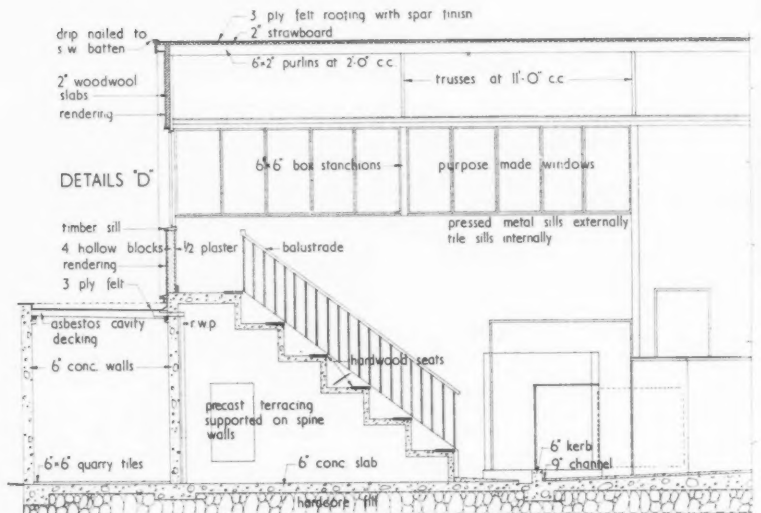 3 ply felt roofing with spar finish
drip nailed to
s.w. batten
2" strawboard
6"×2" purlins at 2'-0" c.c.
trusses at 11'-0" c.c
2" woodwool
slabs
rendering
DETAILS "D"
6"×6" box stanchions
purpose made windows
timber sill
pressed metal sills externally
tile sills internally
4 hollow blocks
1/2 plaster
balustrade
rendering
3 ply felt
asbestos cavity
decking
r.w.p
6" conc. walls
hardwood seats
precast terracing
supported on spine
walls
6" kerb
9" channel
6"×6" quarry tiles
6" conc. slab
hardcore fill